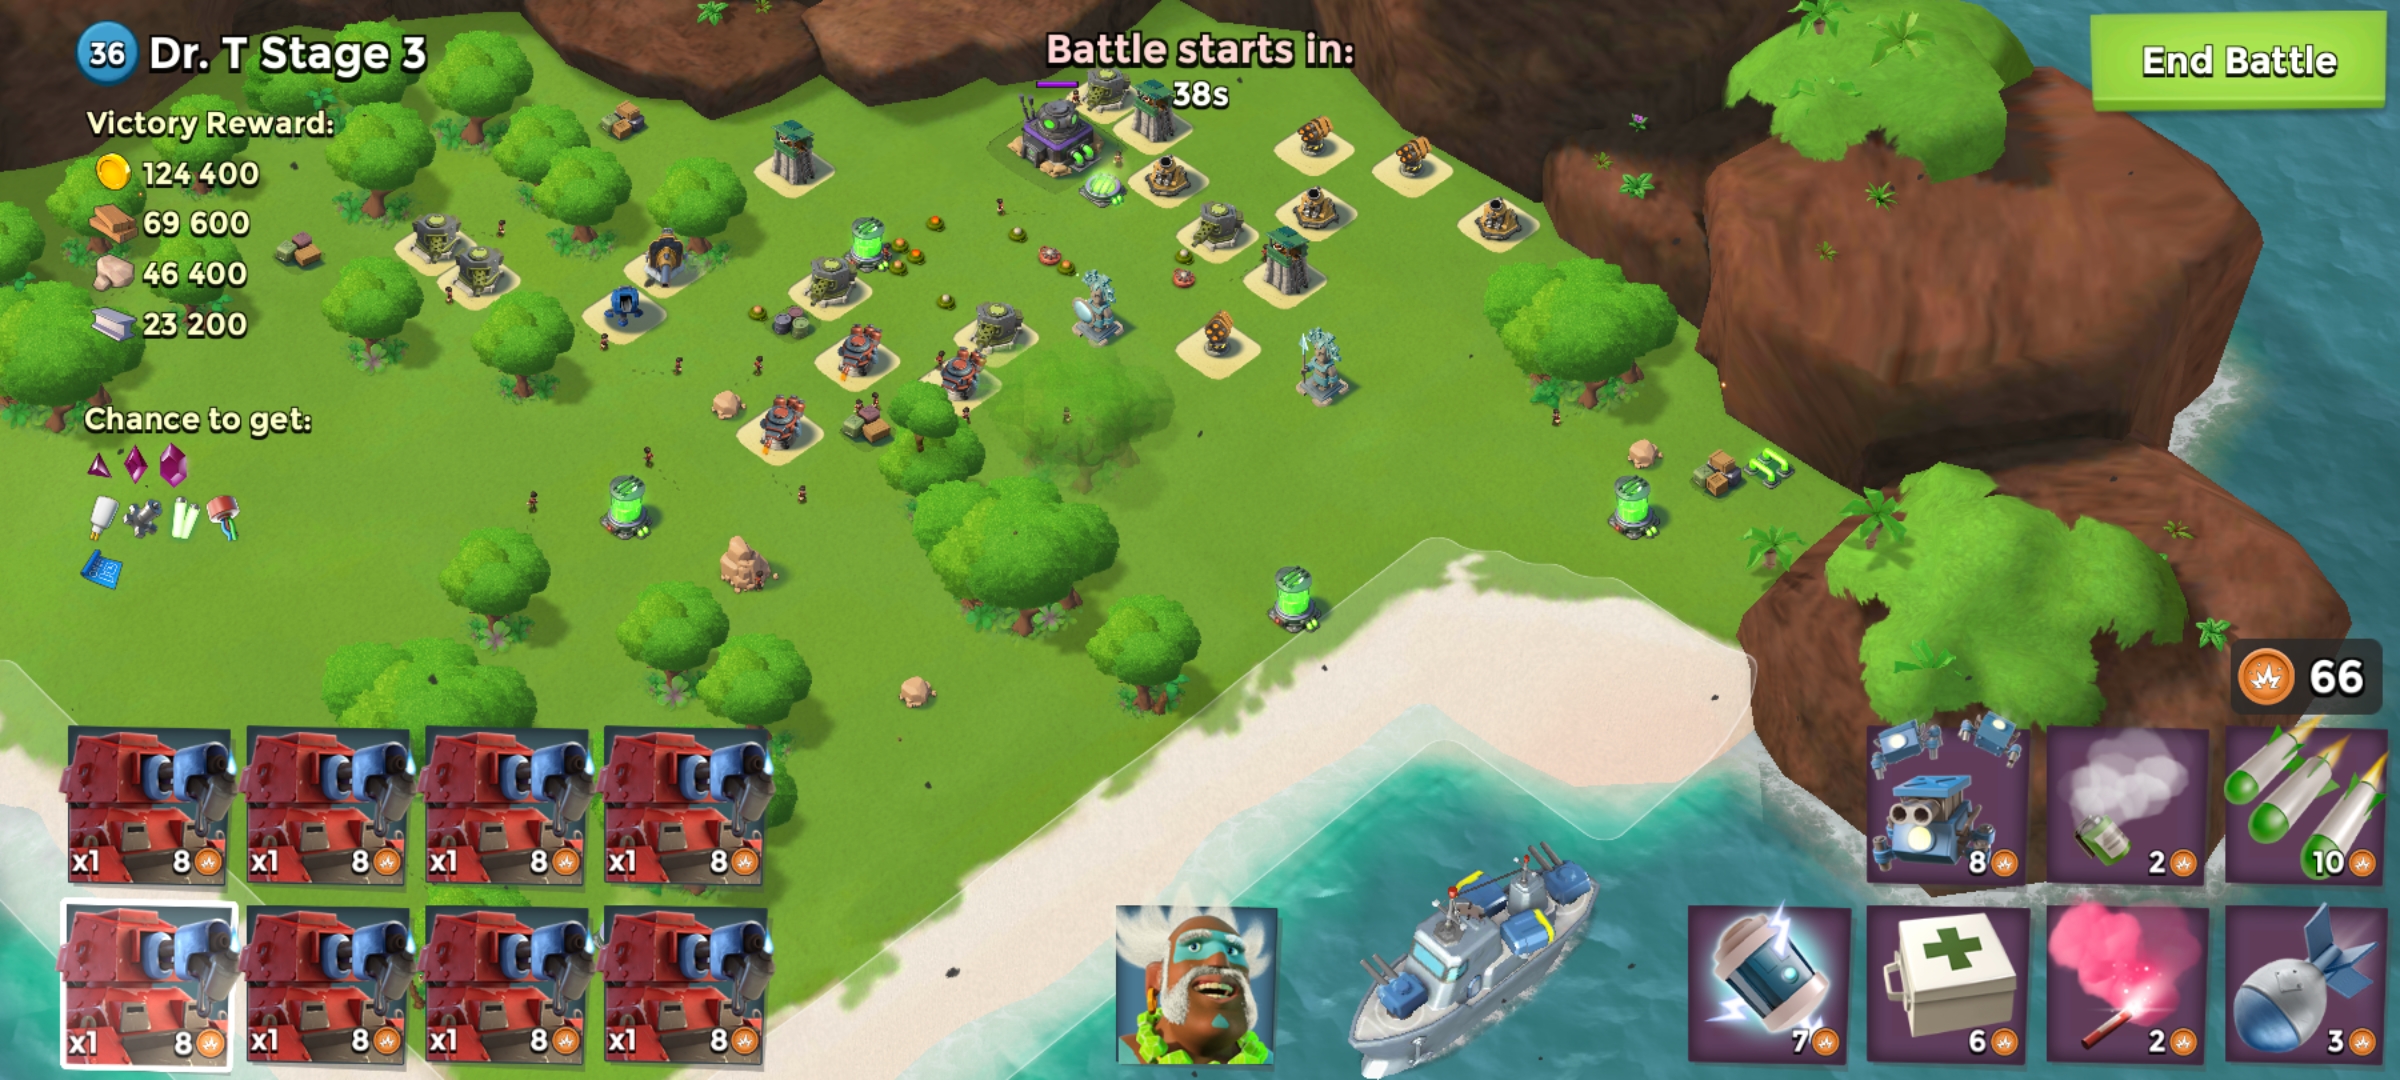 36 Dr. T Stage 3
Battle starts in:
38s
End Battle
Victory Reward:
124 400
69 600
46 400
23 200
Chance to get:
66
x1 8
x1 8
x1 8
x1 8
8
2
10
x1 8
x1 8
x1 8
x1 8
7
6
2
3